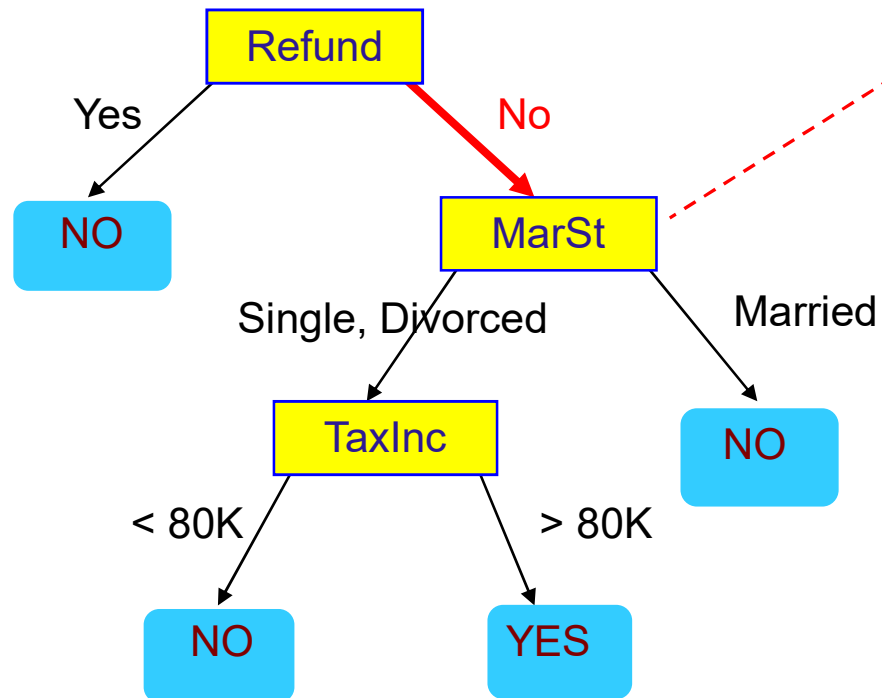 Refund
Yes
No
NO
MarSt
Single, Divorced
Married
TaxInc
NO
< 80K
> 80K
NO
YES